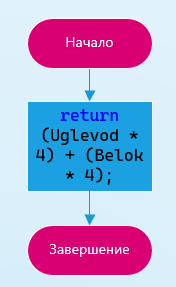 Начало
return
(Uglevod *
4) + (Belok
* 4);
Завершение